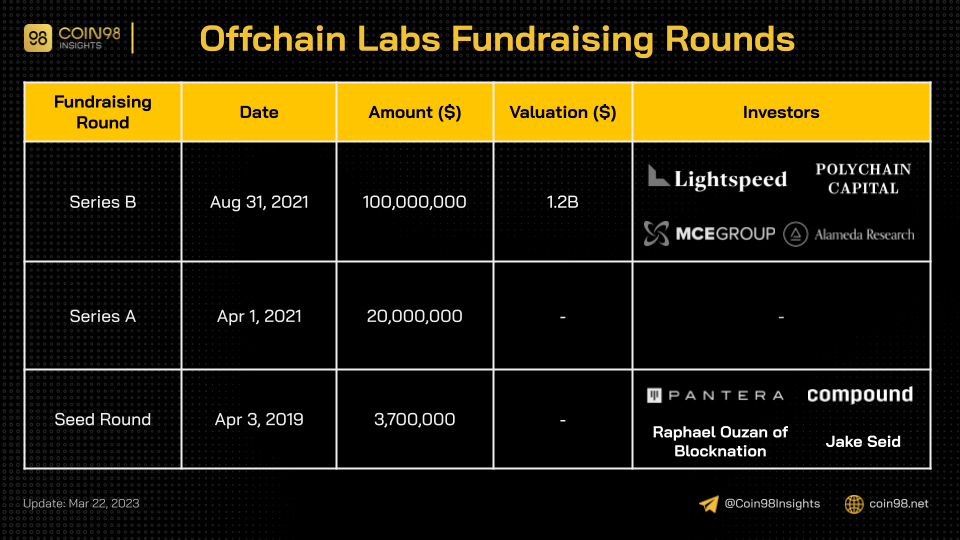 98 COIN98
INSIGHTS
Offchain Labs Fundraising Rounds
Fundraising
Round
Date
Amount ($)
Valuation ($)
Investors
Series B
Aug 31, 2021
100,000,000
1.2B
Lightspeed
POLYCHAIN
CAPITAL
MCEGROUP
Alameda Research
Series A
Apr 1, 2021
20,000,000
-
-
Seed Round
Apr 3, 2019
3,700,000
-
PANTERA
compound
Raphael Ouzan of
Blocknation
Jake Seid
Update: Mar 22, 2023
@Coin98Insights
coin98.net